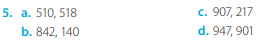 5. a. 510, 518 c. 907, 217
b. 842, 140 d. 947, 901